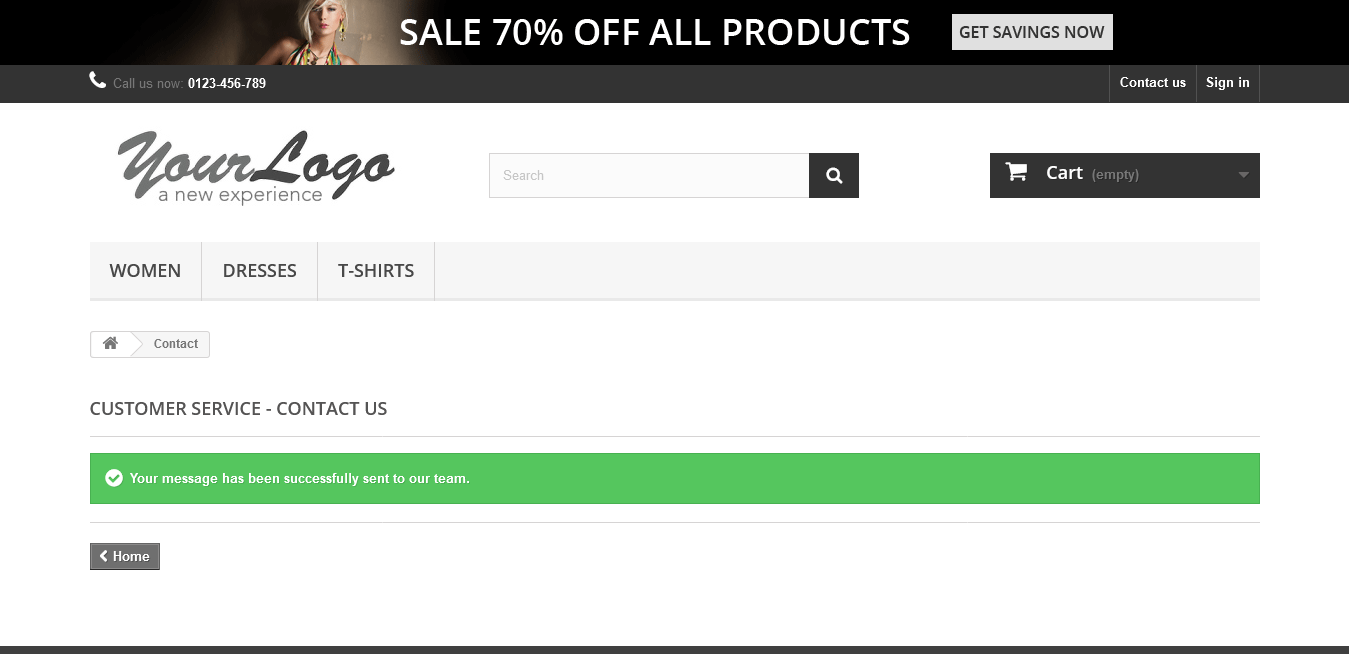 SALE 70% OFF ALL PRODUCTS GET SAVINGS NOW
Call us now: 0123-456-789 Contact us Sign in
YourLogo
a new experience
Search
Cart (empty)
WOMEN DRESSES T-SHIRTS
Contact
CUSTOMER SERVICE - CONTACT US
Your message has been successfully sent to our team.
Home